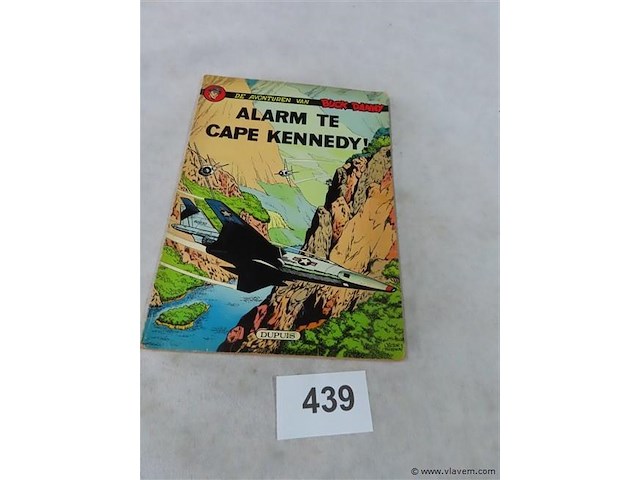 DE AVONTUREN VAN BUCK DANNY
ALARM TE
CAPE KENNEDY!
DUPUIS
439
© www.vlavem.com